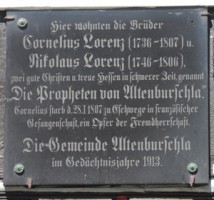 Hier wohnten die Brüder
Cornelius Lorenz (1736-1807) u.
Nikolaus Lorenz (1746-1806),
zwei gute Christen u. treue Hessen in schwerer Zeit, genannt
„Die Propheten von Altenburschla."
Cornelius starb d. 28.1.1807 zu Eschwege in französischer
Gefangenschaft, ein Opfer der Fremdherrschaft.
Die Gemeinde Altenburschla
im Gedächtnisjahre 1913.